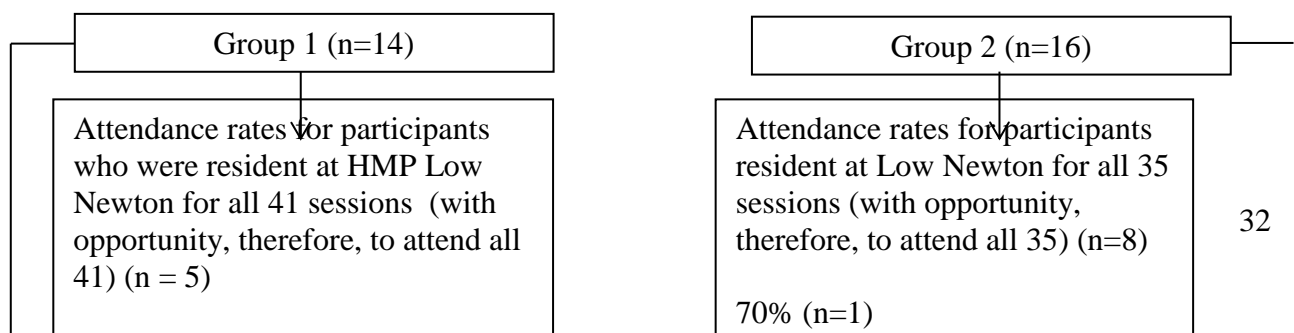 Group 1 (n=14)
Attendance rates for participants
who were resident at HMP Low
Newton for all 41 sessions  (with
opportunity, therefore, to attend all
41) (n = 5)
Group 2 (n=16)
Attendance rates for participants
resident at Low Newton for all 35
sessions (with opportunity,
therefore, to attend all 35) (n=8)
70% (n=1)
32